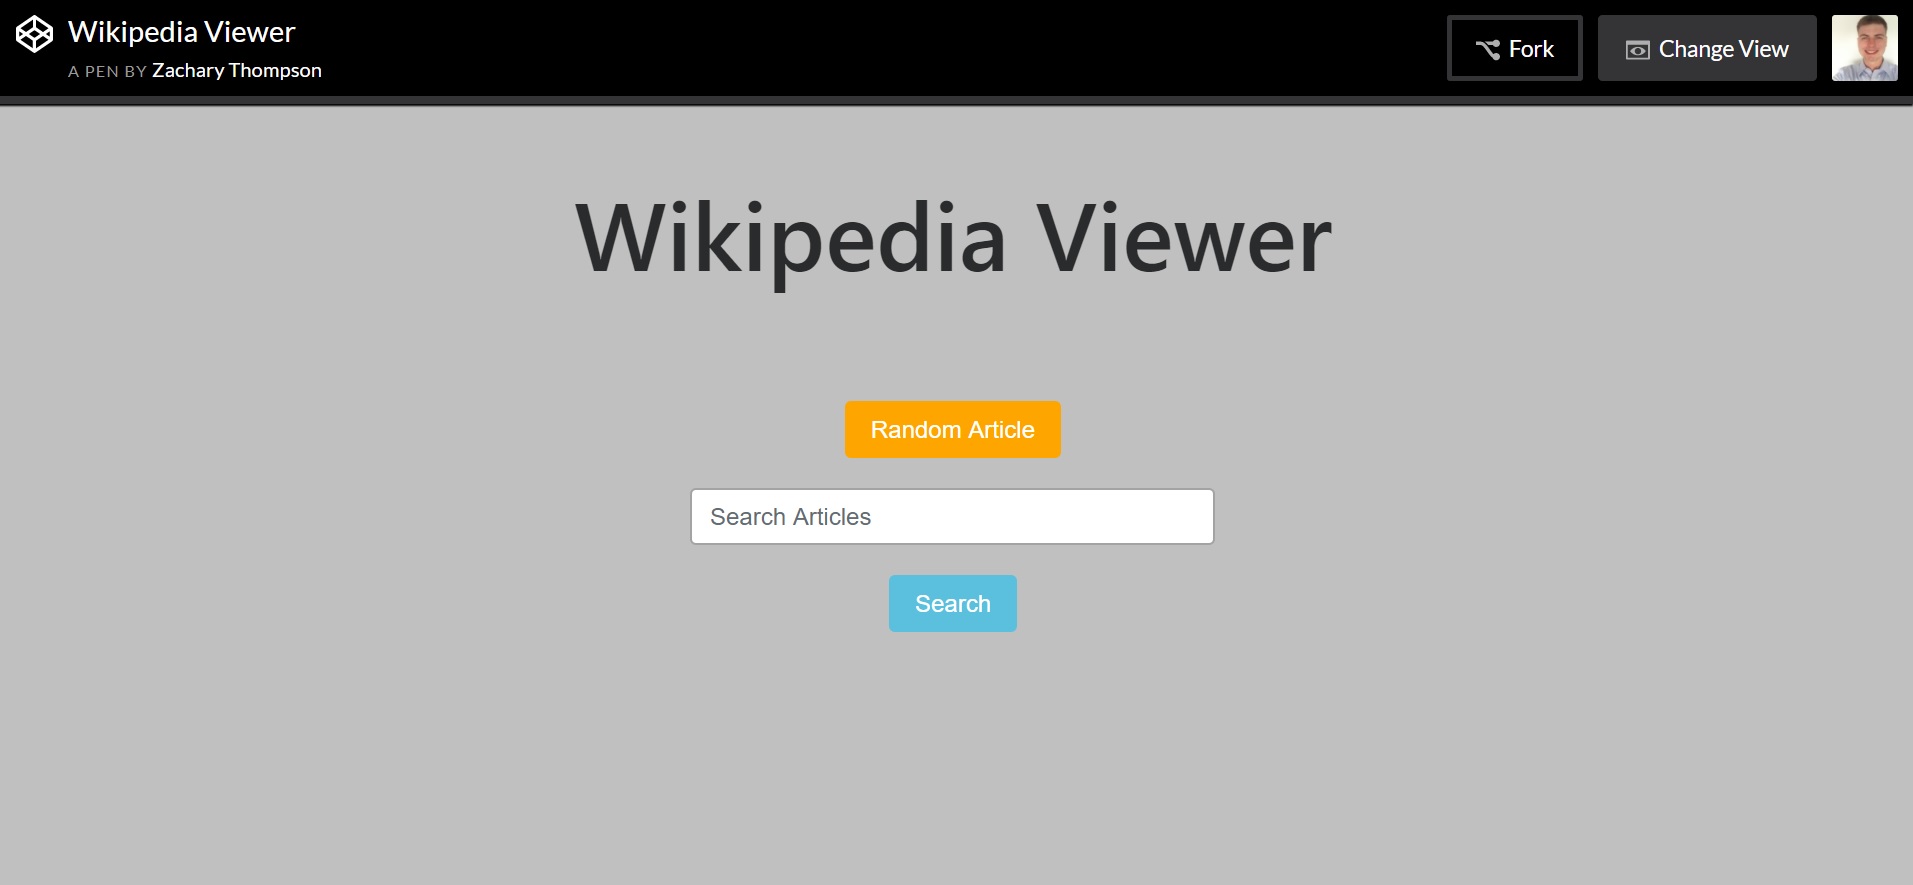 Wikipedia Viewer
A PEN BY Zachary Thompson
Fork
Change View
Wikipedia Viewer
Random Article
Search Articles
Search